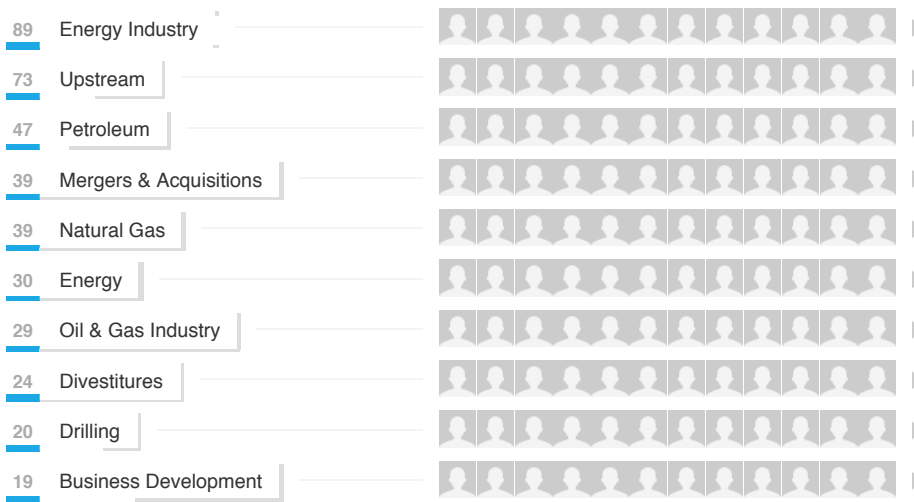 89 Energy Industry
73 Upstream
47 Petroleum
39 Mergers & Acquisitions
39 Natural Gas
30 Energy
29 Oil & Gas Industry
24 Divestitures
20 Drilling
19 Business Development